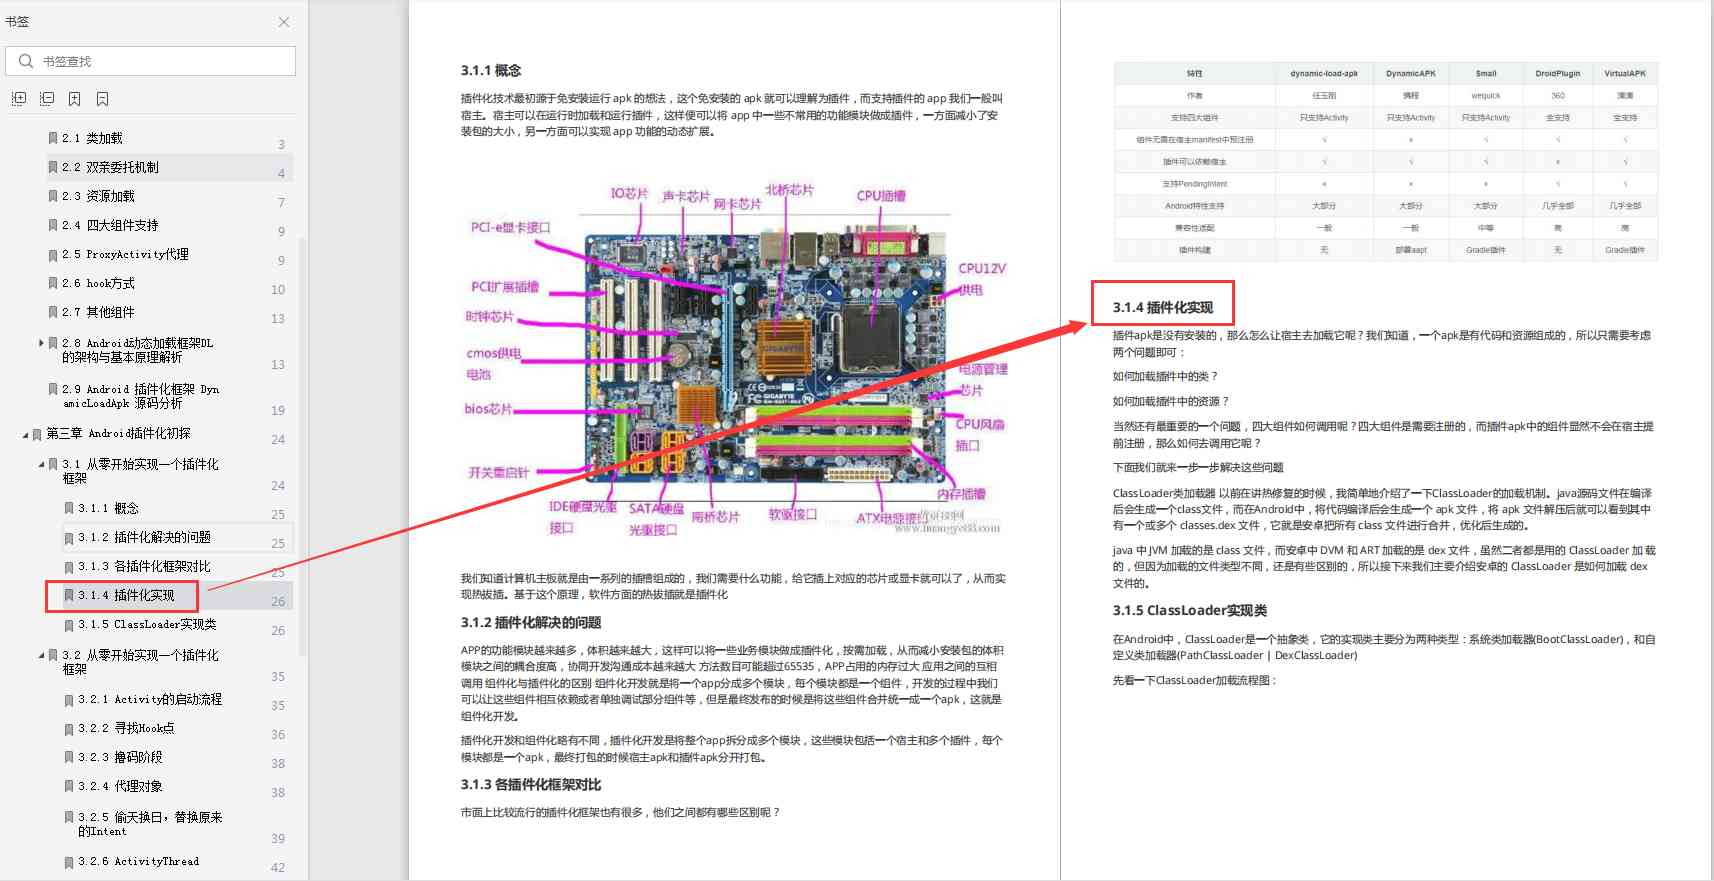 书签
书签查找
2.1 类加载 3
2.2 双亲委托机制 4
2.3 资源加载 7
2.4 四大组件支持 9
2.5 ProxyActivity代理 9
2.6 hook方式 10
2.7 其他组件 13
2.8 Android动态加载框架DL
的架构与基本原理解析 13
2.9 Android 插件化框架 Dyn
amicLoadApk 源码分析 19
第三章 Android插件化初探 24
3.1 从零开始实现一个插件化
框架 24
3.1.1 概念 25
3.1.2 插件化解决的问题 25
3.1.3 各插件化框架对比 25
3.1.4 插件化实现 26
3.1.5 ClassLoader实现类 26
3.2 从零开始实现一个插件化
框架 35
3.2.1 Activity的启动流程 35
3.2.2 寻找Hook点 36
3.2.3 撸码阶段 38
3.2.4 代理对象 38
3.2.5 偷天换日，替换原来
的Intent 39
3.2.6 ActivityThread 42
3.1.1 概念
插件化技术最初源于免安装运行 apk 的想法，这个免安装的 apk 就可以理解为插件，而支持插件的 app 我们一般叫
宿主。宿主可以在运行时加载和运行插件，这样便可以将 app 中一些不常用的功能模块做成插件，一方面减小了安
装包的大小，另一方面可以实现 app 功能的动态扩展。
IO芯片
声卡芯片
网卡芯片
北桥芯片
CPU插槽
PCI-e显卡接口
CPU12V
供电
PCI扩展插槽
时钟芯片
cmos供电
电池
电源管理
芯片
bios芯片
CPU风扇
插口
开关重启针
内存插槽
IDE硬盘光驱
接口
SATA硬盘
光驱接口
南桥芯片
软驱接口
ATX电源接口
GIGABYTE
我们知道计算机主板就是由一系列的插槽组成的，我们需要什么功能，给它插上对应的芯片或显卡就可以了，从而实
现热拔插。基于这个原理，软件方面的热拔插就是插件化
3.1.2 插件化解决的问题
APP的功能模块越来越多，体积越来越大，这样可以将一些业务模块做成插件化，按需加载，从而减小安装包的体积
模块之间的耦合度高，协同开发沟通成本越来越大 方法数目可能超过65535，APP占用的内存过大 应用之间的互相
调用 组件化与插件化的区别 组件化开发就是将一个app分成多个模块，每个模块都是一个组件，开发的过程中我们
可以让这些组件相互依赖或者单独调试部分组件等，但是最终发布的时候是将这些组件合并统一成一个apk，这就是
组件化开发。
插件化开发和组件化略有不同，插件化开发是将整个app拆分成多个模块，这些模块包括一个宿主和多个插件，每个
模块都是一个apk，最终打包的时候宿主apk和插件apk分开打包。
3.1.3 各插件化框架对比
市面上比较流行的插件化框架也有很多，他们之间都有哪些区别呢？
特性 dynamic-load-apk DynamicAPK Small DroidPlugin VirtualAPK
作者 任玉刚 携程 wequick 360 滴滴
支持四大组件 只支持Activity 只支持Activity 只支持Activity 全支持 全支持
组件无需在宿主manifest中预注册 √ × √ √ √
插件可以依赖宿主 √ √ √ × √
支持PendingIntent × × × √ √
Android特性支持 大部分 大部分 大部分 几乎全部 几乎全部
兼容性适配 一般 一般 中等 高 高
插件构建 无 部署aapt Gradle插件 无 Gradle插件
3.1.4 插件化实现
插件apk是没有安装的，那么怎么让宿主去加载它呢？我们知道，一个apk是有代码和资源组成的，所以只需要考虑
两个问题即可：
如何加载插件中的类？
如何加载插件中的资源？
当然还有最重要的一个问题，四大组件如何调用呢？四大组件是需要注册的，而插件apk中的组件显然不会在宿主提
前注册，那么如何去调用它呢？
下面我们就来一步一步解决这些问题
ClassLoader类加载器 以前在讲热修复的时候，我简单地介绍了一下ClassLoader的加载机制。java源码文件在编译
后会生成一个class文件，而在Android中，将代码编译后会生成一个 apk 文件，将 apk 文件解压后就可以看到其中
有一个或多个 classes.dex 文件，它就是安卓把所有 class 文件进行合并，优化后生成的。
java 中 JVM 加载的是 class 文件，而安卓中 DVM 和 ART 加载的是 dex 文件，虽然二者都是用的 ClassLoader 加 载
的，但因为加载的文件类型不同，还是有些区别的，所以接下来我们主要介绍安卓的 ClassLoader 是如何加载 dex
文件的。
3.1.5 ClassLoader实现类
在Android中，ClassLoader是一个抽象类，它的实现类主要分为两种类型：系统类加载器(BootClassLoader)，和自
定义类加载器(PathClassLoader | DexClassLoader)
先看一下ClassLoader加载流程图：